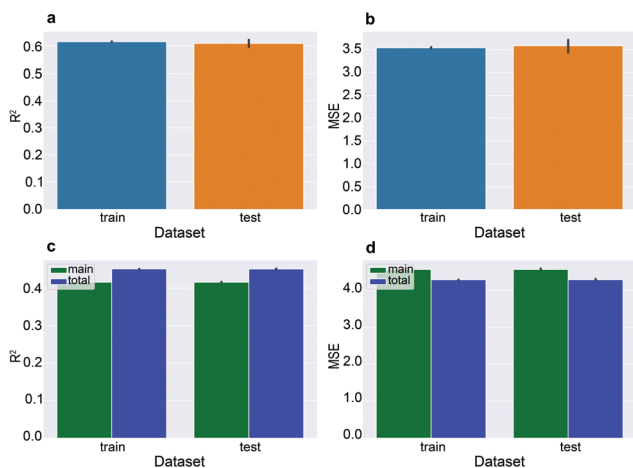 a
0.6
0.5
0.4
0.3
0.2
0.1
0.0
R²
train
test
Dataset
b
3.5
3.0
2.5
2.0
1.5
1.0
0.5
0.0
MSE
train
test
Dataset
c
main
total
0.4
0.3
0.2
0.1
0.0
R²
train
test
Dataset
d
main
total
4.0
3.0
2.0
1.0
0.0
MSE
train
test
Dataset